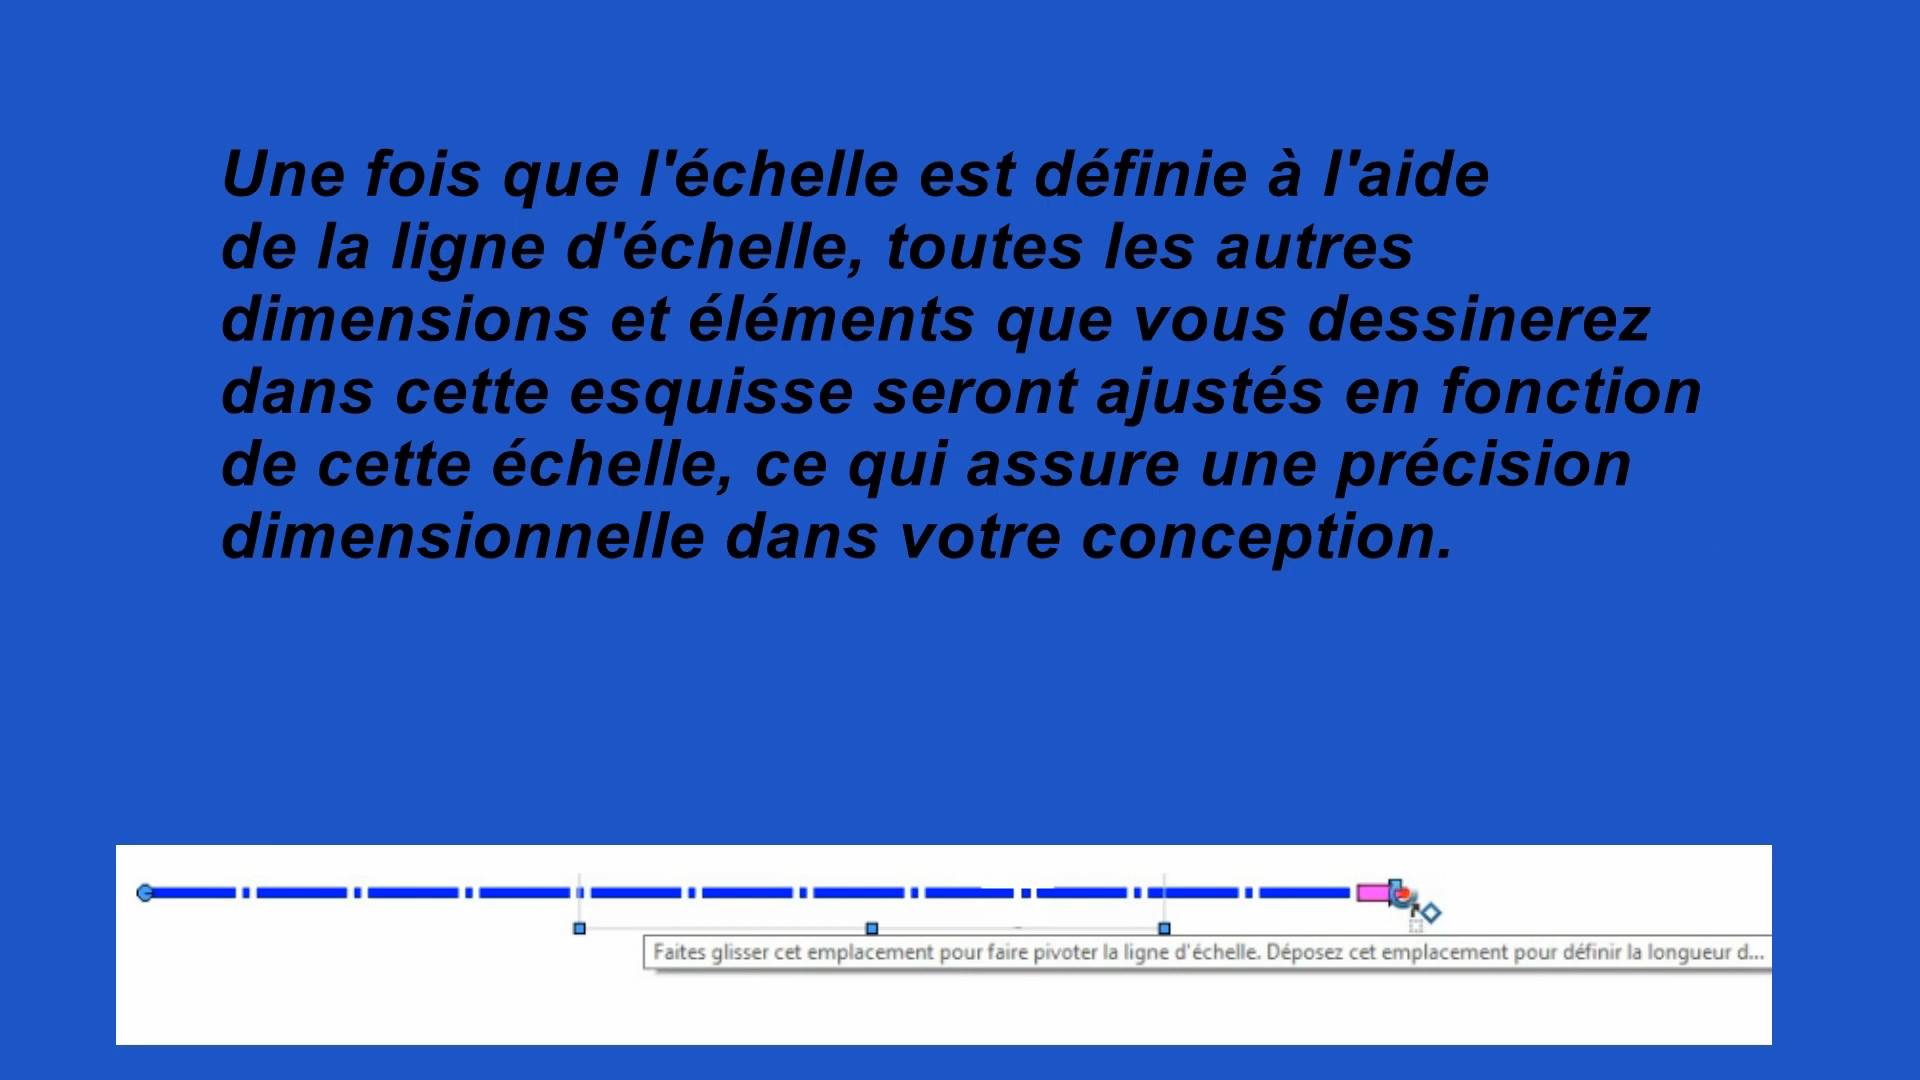 Une fois que l'échelle est définie à l'aide
de la ligne d'échelle, toutes les autres
dimensions et éléments que vous dessinerez
dans cette esquisse seront ajustés en fonction
de cette échelle, ce qui assure une précision
dimensionnelle dans votre conception.
Faites glisser cet emplacement pour faire pivoter la ligne d'échelle. Déposez cet emplacement pour définir la longueur d...